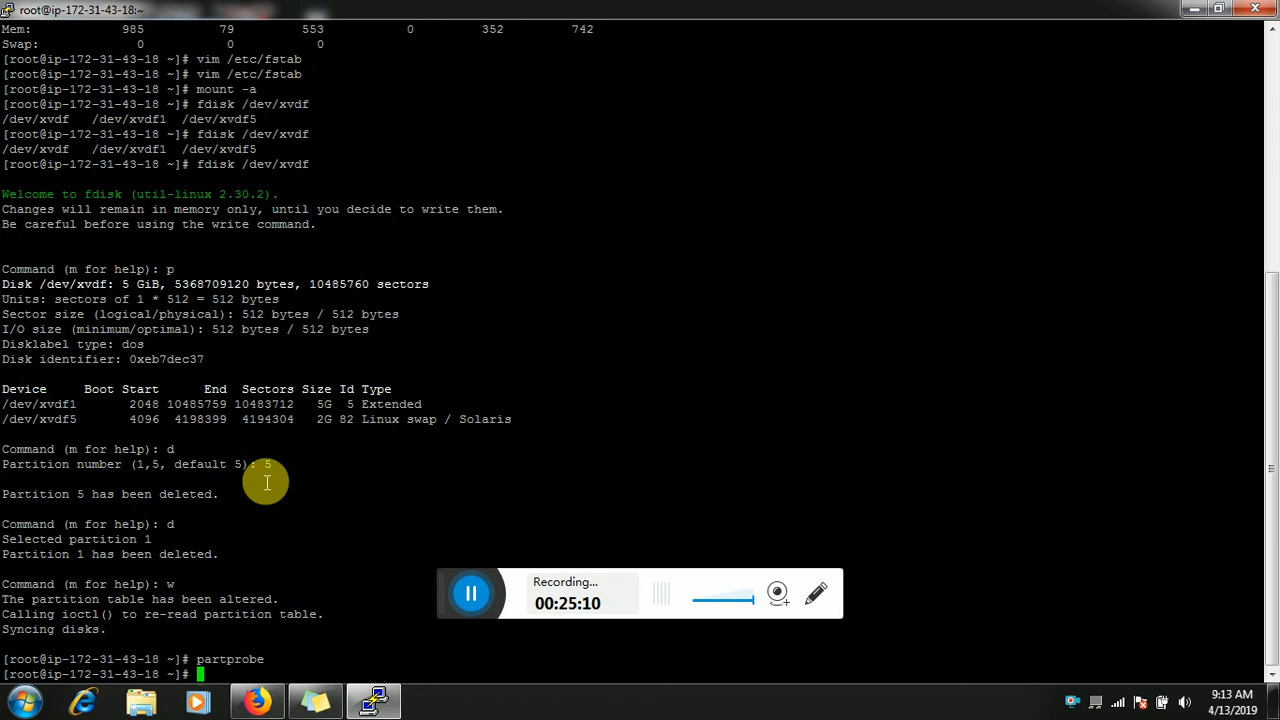 root@ip-172-31-43-18:~
Mem: 985 79 553 0 352 742
Swap: 0 0 0
[root@ip-172-31-43-18 ~]# vim /etc/fstab
[root@ip-172-31-43-18 ~]# vim /etc/fstab
[root@ip-172-31-43-18 ~]# mount -a
[root@ip-172-31-43-18 ~]# fdisk /dev/xvdf
/dev/xvdf /dev/xvdf1 /dev/xvdf5
[root@ip-172-31-43-18 ~]# fdisk /dev/xvdf
/dev/xvdf /dev/xvdf1 /dev/xvdf5
[root@ip-172-31-43-18 ~]# fdisk /dev/xvdf
Welcome to fdisk (util-linux 2.30.2).
Changes will remain in memory only, until you decide to write them.
Be careful before using the write command.
Command (m for help): p
Disk /dev/xvdf: 5 GiB, 5368709120 bytes, 10485760 sectors
Units: sectors of 1 * 512 = 512 bytes
Sector size (logical/physical): 512 bytes / 512 bytes
I/O size (minimum/optimal): 512 bytes / 512 bytes
Disklabel type: dos
Disk identifier: 0xeb7dec37
Device Boot Start End Sectors Size Id Type
/dev/xvdf1 2048 10485759 10483712 5G 5 Extended
/dev/xvdf5 4096 4198399 4194304 2G 82 Linux swap / Solaris
Command (m for help): d
Partition number (1,5, default 5): 5
Partition 5 has been deleted.
Command (m for help): d
Selected partition 1
Partition 1 has been deleted.
Command (m for help): w
The partition table has been altered.
Calling ioctl() to re-read partition table.
Syncing disks.
[root@ip-172-31-43-18 ~]# partprobe
[root@ip-172-31-43-18 ~]#
Recording...
00:25:10
9:13 AM
4/13/2019